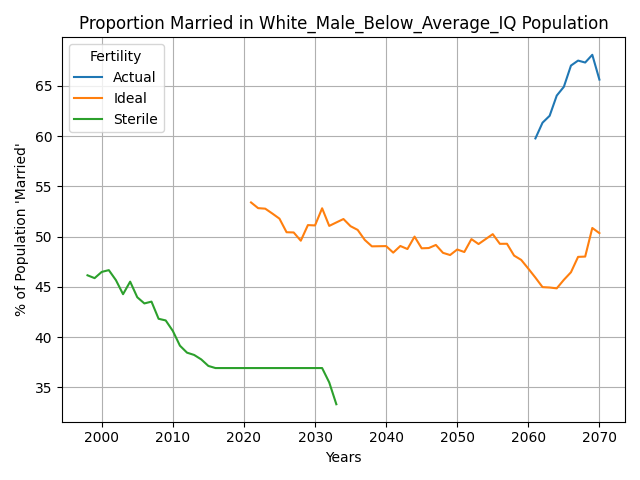 Proportion Married in White_Male_Below_Average_IQ Population
Fertility
Actual
Ideal
Sterile
% of Population 'Married'
65
60
55
50
45
40
35
2000
2010
2020
2030
2040
2050
2060
2070
Years